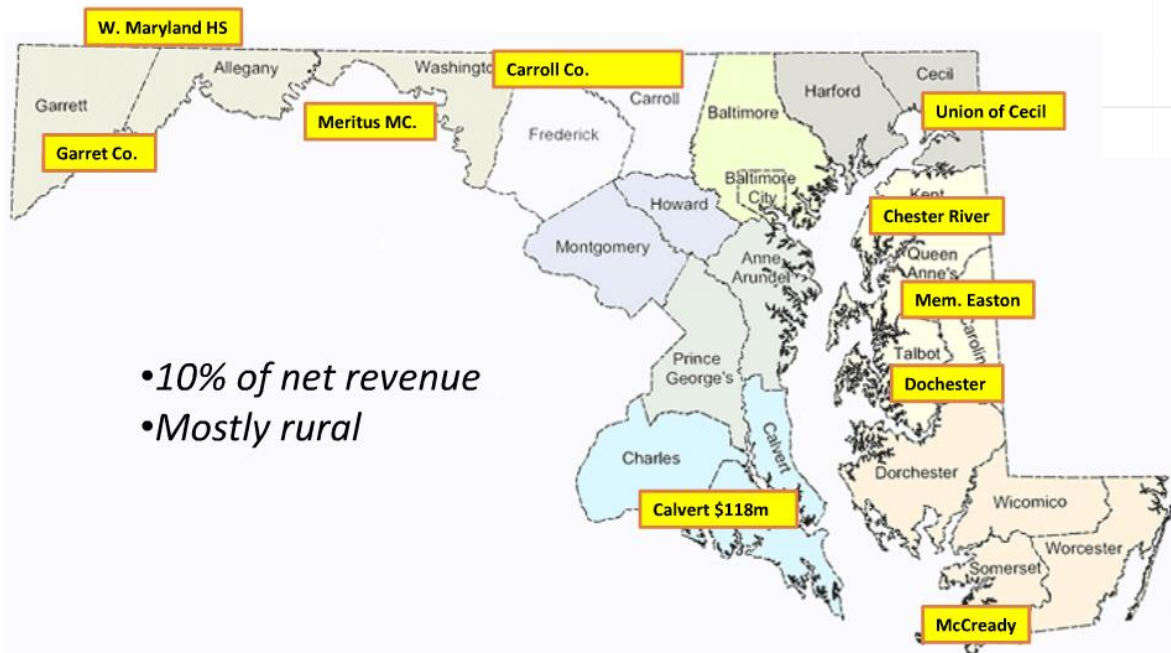 W. Maryland HS
Allegany
Washingto
Carroll Co.
Cecil
Garrett
Meritus MC.
Carroll
Baltimore
Harford
Union of Cecil
Garret Co.
Frederick
Baltimore
City
Kent
Howard
Chester River
Montgomery
Anne
Arundel
Queen
Anne's
Mem. Easton
Carolin
•10% of net revenue
Prince
George's
Talbot
Dochester
•Mostly rural
Charles
Calvert
Dorchester
Calvert $118m
Wicomico
Worcester
Somerset
McCready